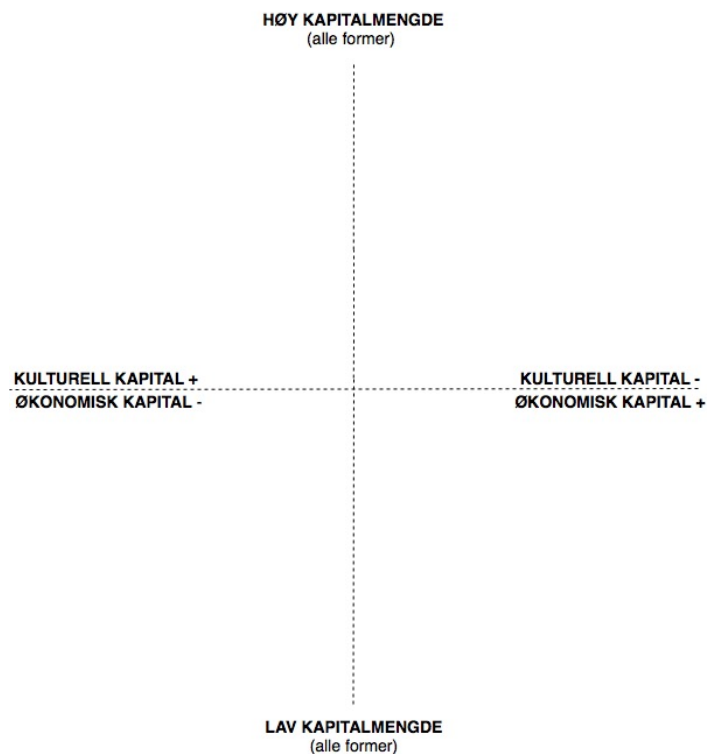 HØY KAPITALMENGDE
(alle former)
KULTURELL KAPITAL +
ØKONOMISK KAPITAL -
KULTURELL KAPITAL -
ØKONOMISK KAPITAL +
LAV KAPITALMENGDE
(alle former)